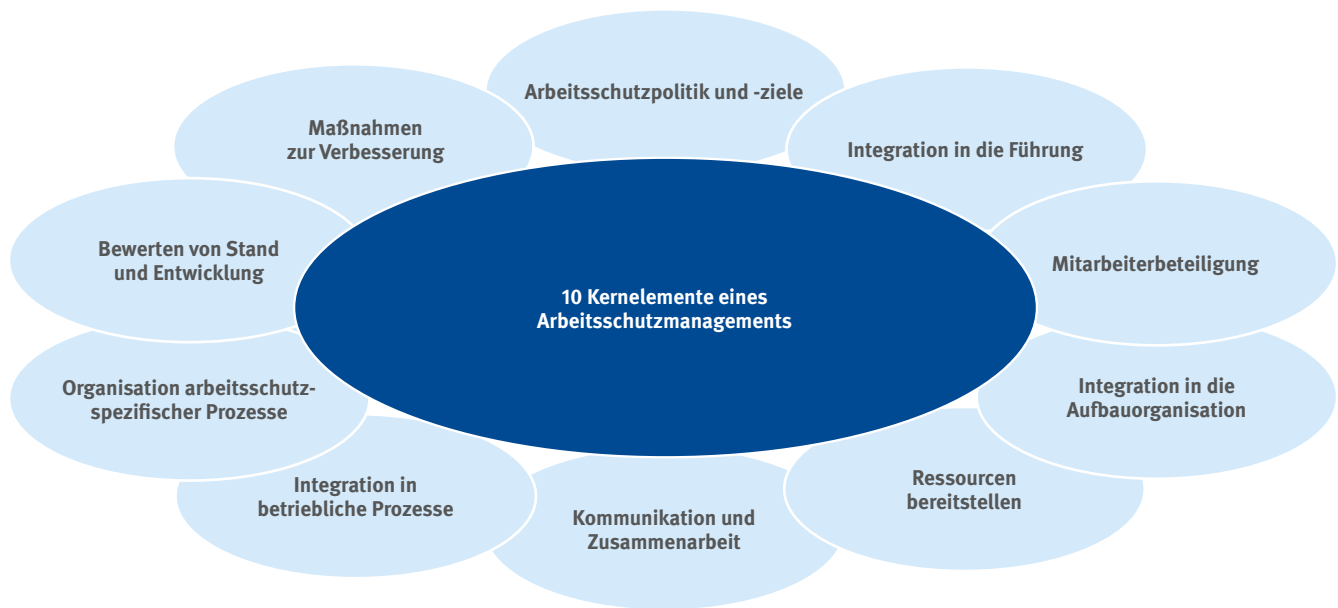 Arbeitsschutzpolitik und -ziele
Integration in die Führung
Mitarbeiterbeteiligung
Integration in die
Aufbauorganisation
Ressourcen
bereitstellen
Kommunikation und
Zusammenarbeit
Integration in
betriebliche Prozesse
Organisation arbeitsschutz-
spezifischer Prozesse
Bewerten von Stand
und Entwicklung
Maßnahmen
zur Verbesserung
10 Kernelemente eines
Arbeitsschutzmanagements